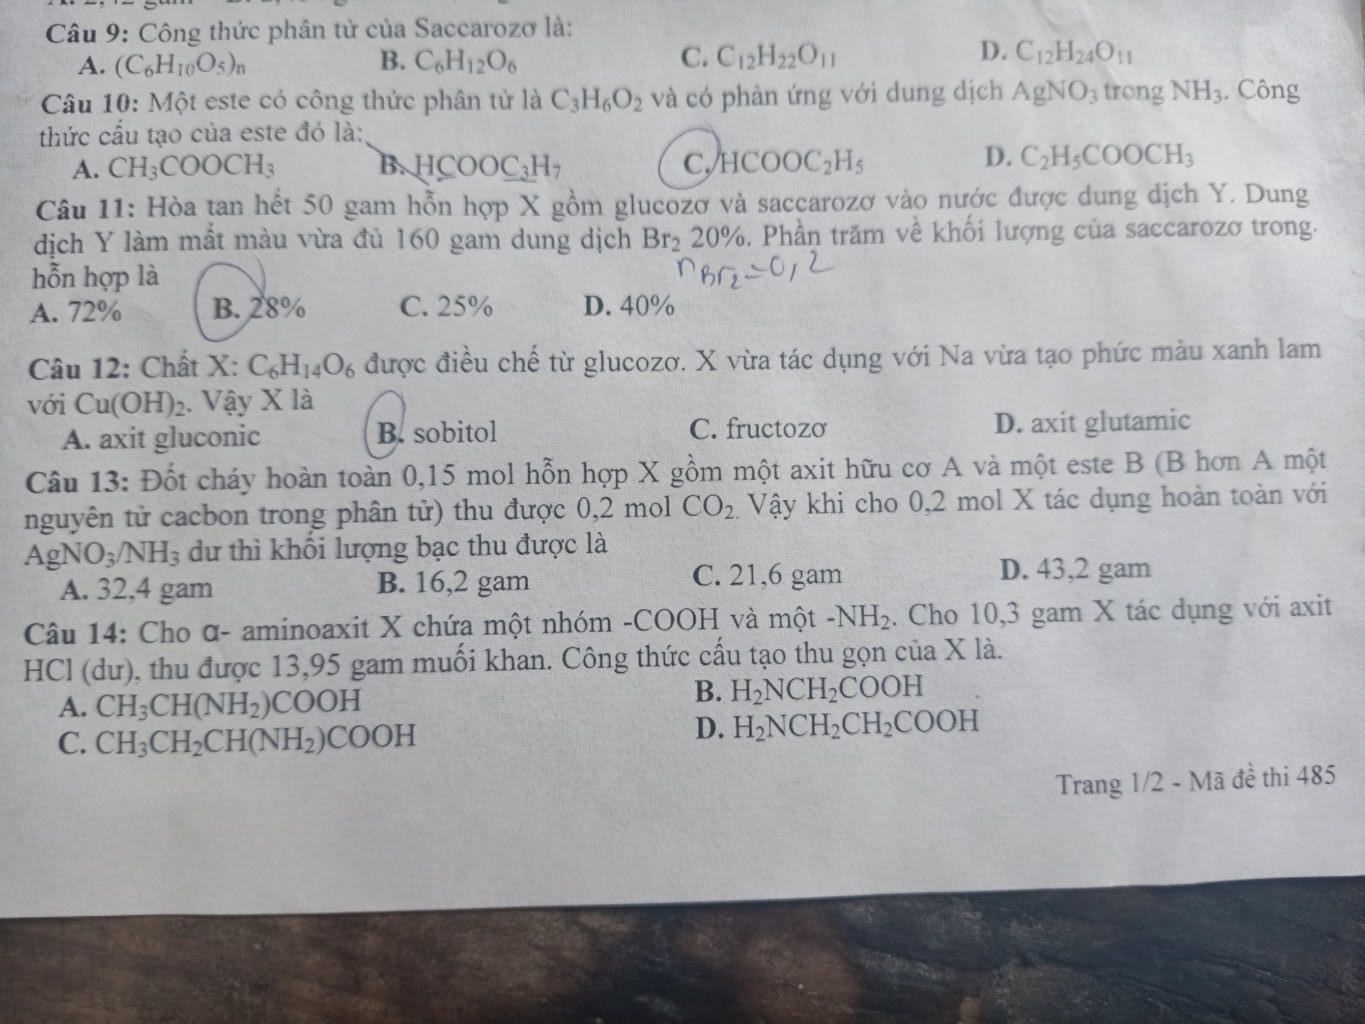 Câu 9: Công thức phân tử của Saccarozơ là:
A. (C₆H₁₀O₅)ₙ B. C₆H₁₂O₆ C. C₁₂H₂₂O₁₁ D. C₁₂H₂₄O₁₁
Câu 10: Một este có công thức phân tử là C₃H₆O₂ và có phản ứng với dung dịch AgNO₃ trong NH₃. Công
thức cấu tạo của este đó là:
A. CH₃COOCH₃ B. HCOOC₃H₇ C. HCOOC₂H₅ D. C₂H₅COOCH₃
Câu 11: Hòa tan hết 50 gam hỗn hợp X gồm glucozơ và saccarozơ vào nước được dung dịch Y. Dung
dịch Y làm mất màu vừa đủ 160 gam dung dịch Br₂ 20%. Phần trăm về khối lượng của saccarozơ trong
hỗn hợp là
nBr₂=0,2
A. 72% B. 28% C. 25% D. 40%
Câu 12: Chất X: C₆H₁₄O₆ được điều chế từ glucozơ. X vừa tác dụng với Na vừa tạo phức màu xanh lam
với Cu(OH)₂. Vậy X là
A. axit gluconic B. sobitol C. fructozơ D. axit glutamic
Câu 13: Đốt cháy hoàn toàn 0,15 mol hỗn hợp X gồm một axit hữu cơ A và một este B (B hơn A một
nguyên tử cacbon trong phân tử) thu được 0,2 mol CO₂. Vậy khi cho 0,2 mol X tác dụng hoàn toàn với
AgNO₃/NH₃ dư thì khối lượng bạc thu được là
A. 32,4 gam B. 16,2 gam C. 21,6 gam D. 43,2 gam
Câu 14: Cho α- aminoaxit X chứa một nhóm -COOH và một -NH₂. Cho 10,3 gam X tác dụng với axit
HCl (dư), thu được 13,95 gam muối khan. Công thức cấu tạo thu gọn của X là.
A. CH₃CH(NH₂)COOH B. H₂NCH₂COOH
C. CH₃CH₂CH(NH₂)COOH D. H₂NCH₂CH₂COOH
Trang 1/2 - Mã đề thi 485